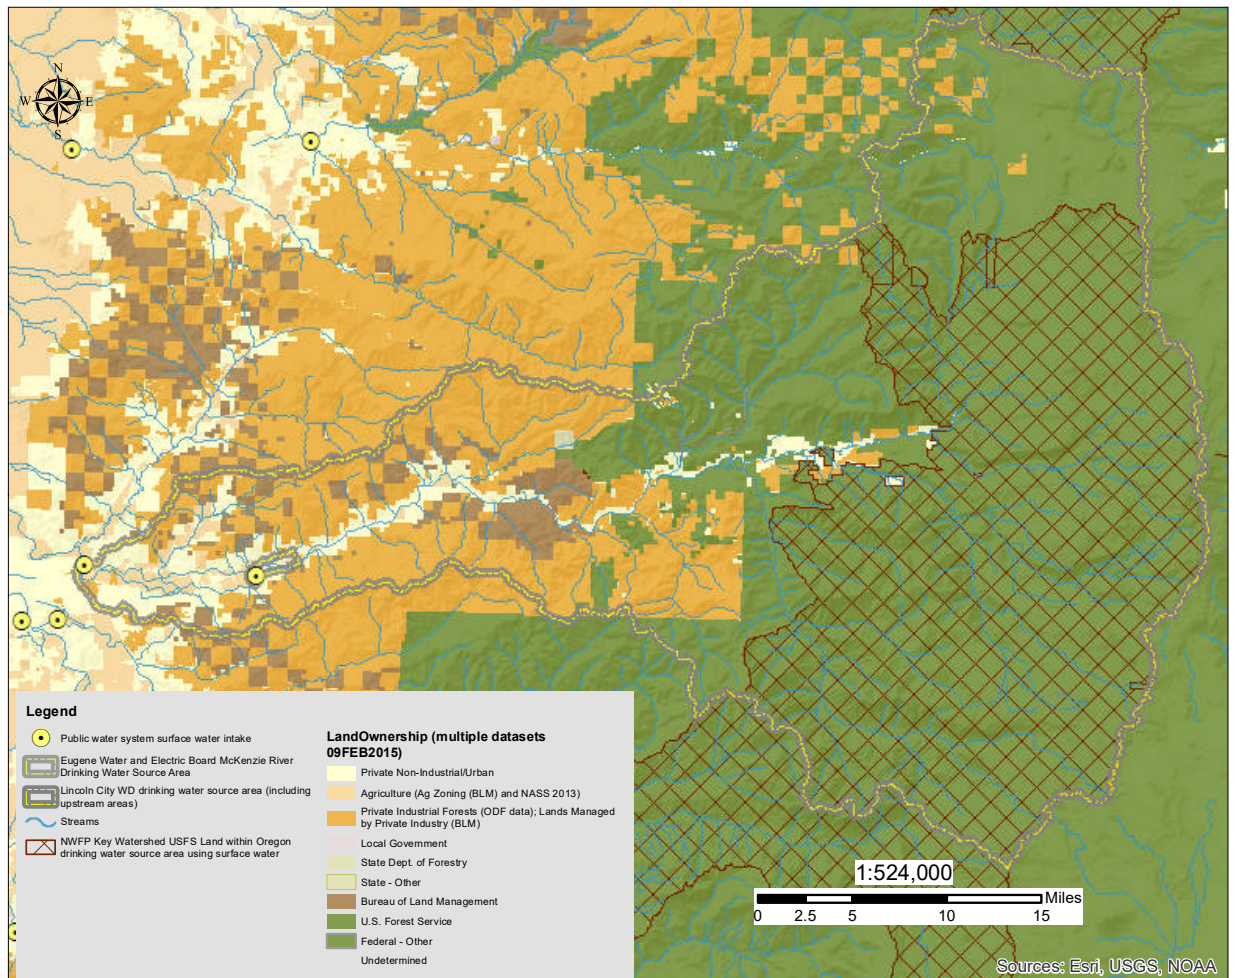 N
W E
S
Legend
Public water system surface water intake
Eugene Water and Electric Board McKenzie River
Drinking Water Source Area
Lincoln City WD drinking water source area (including
upstream areas)
Streams
NWFP Key Watershed USFS Land within Oregon
drinking water source area using surface water
LandOwnership (multiple datasets
09FEB2015)
Private Non-Industrial/Urban
Agriculture (Ag Zoning (BLM) and NASS 2013)
Private Industrial Forests (ODF data); Lands Managed
by Private Industry (BLM)
Local Government
State Dept. of Forestry
State - Other
Bureau of Land Management
U.S. Forest Service
Federal - Other
Undetermined
1:524,000
Miles
0 2.5 5 10 15
Sources: Esri, USGS, NOAA